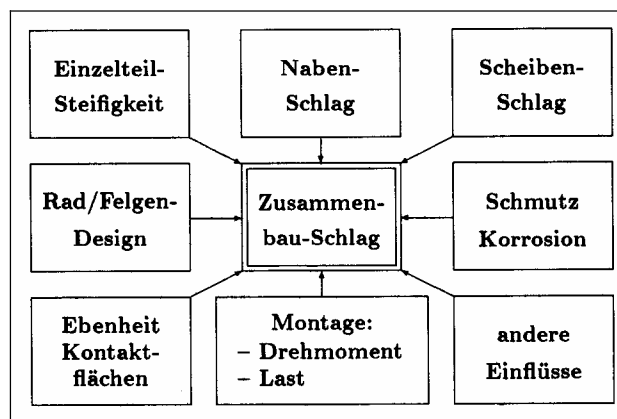 Einzelteil-
Steifigkeit
Naben-
Schlag
Scheiben-
Schlag
Rad/Felgen-
Design
Zusammen-
bau-Schlag
Schmutz
Korrosion
Ebenheit
Kontakt-
flächen
Montage:
– Drehmoment
– Last
andere
Einflüsse